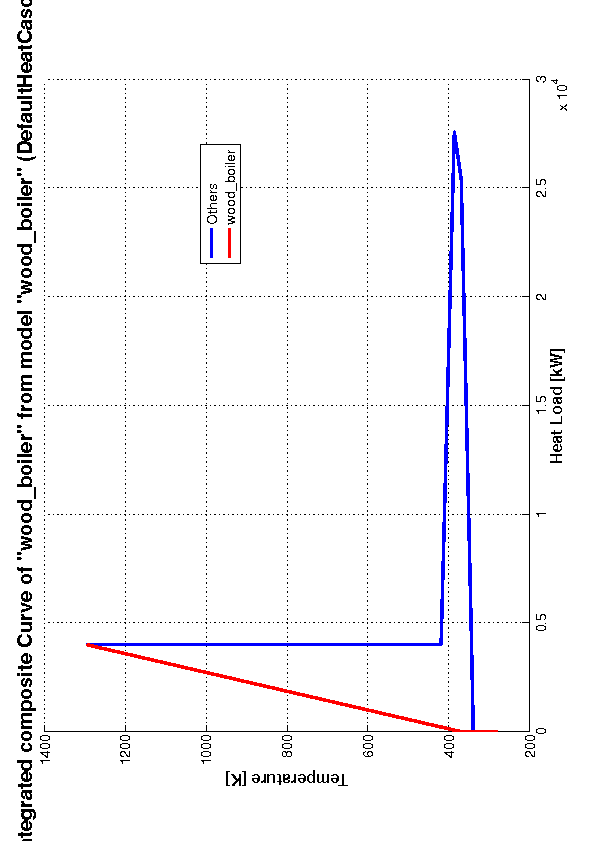 ntegrated composite Curve of "wood_boiler" from model "wood_boiler" (DefaultHeatCasc
1400
1200
1000
800
600
400
200
Temperature [K]
0
0.5
1
1.5
2
2.5
3
x 10^4
Heat Load [kW]
Others
wood_boiler